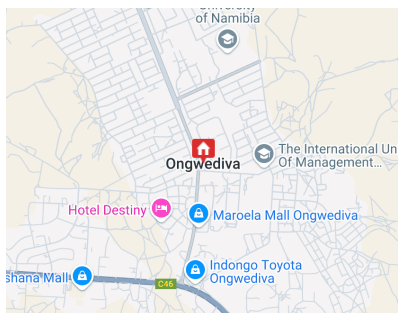 University
of Namibia
The International Un
Of Management...
Ongwediva
Hotel Destiny
Maroela Mall Ongwediva
Indongo Toyota
Ongwediva
shana Mall
C46